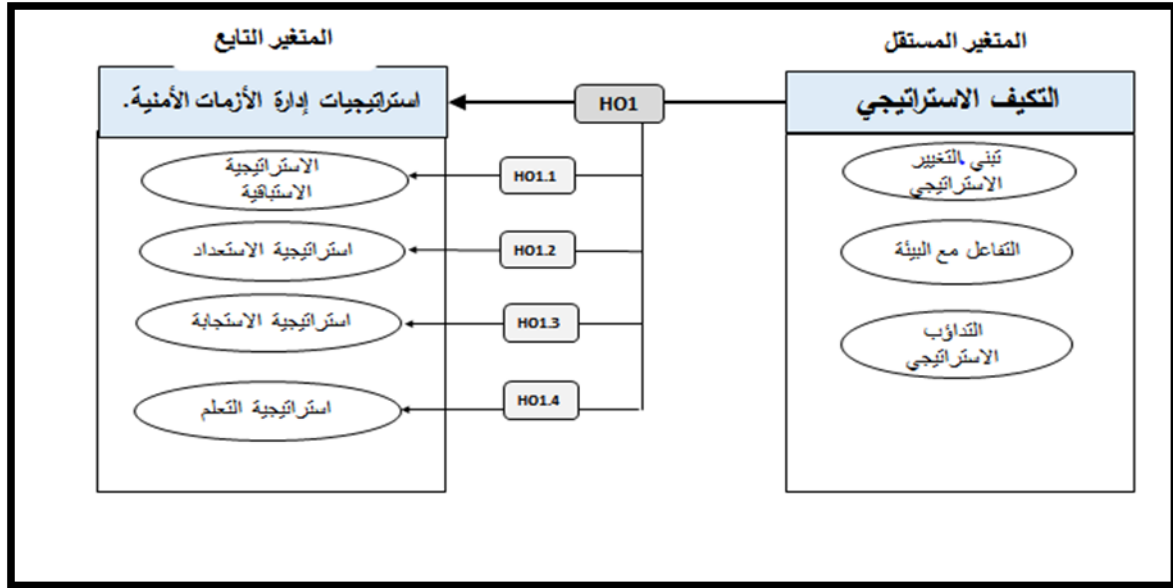 المتغير المستقل
المتغير التابع
التكيف الاستراتيجي
HO1
استراتيجيات إدارة الأزمات الأمنية.
تبني التغيير
الاستراتيجي
HO1.1
الاستراتيجية
الاستباقية
التفاعل مع البيئة
HO1.2
استراتيجية الاستعداد
التداؤب
الاستراتيجي
HO1.3
استراتيجية الاستجابة
HO1.4
استراتيجية التعلم